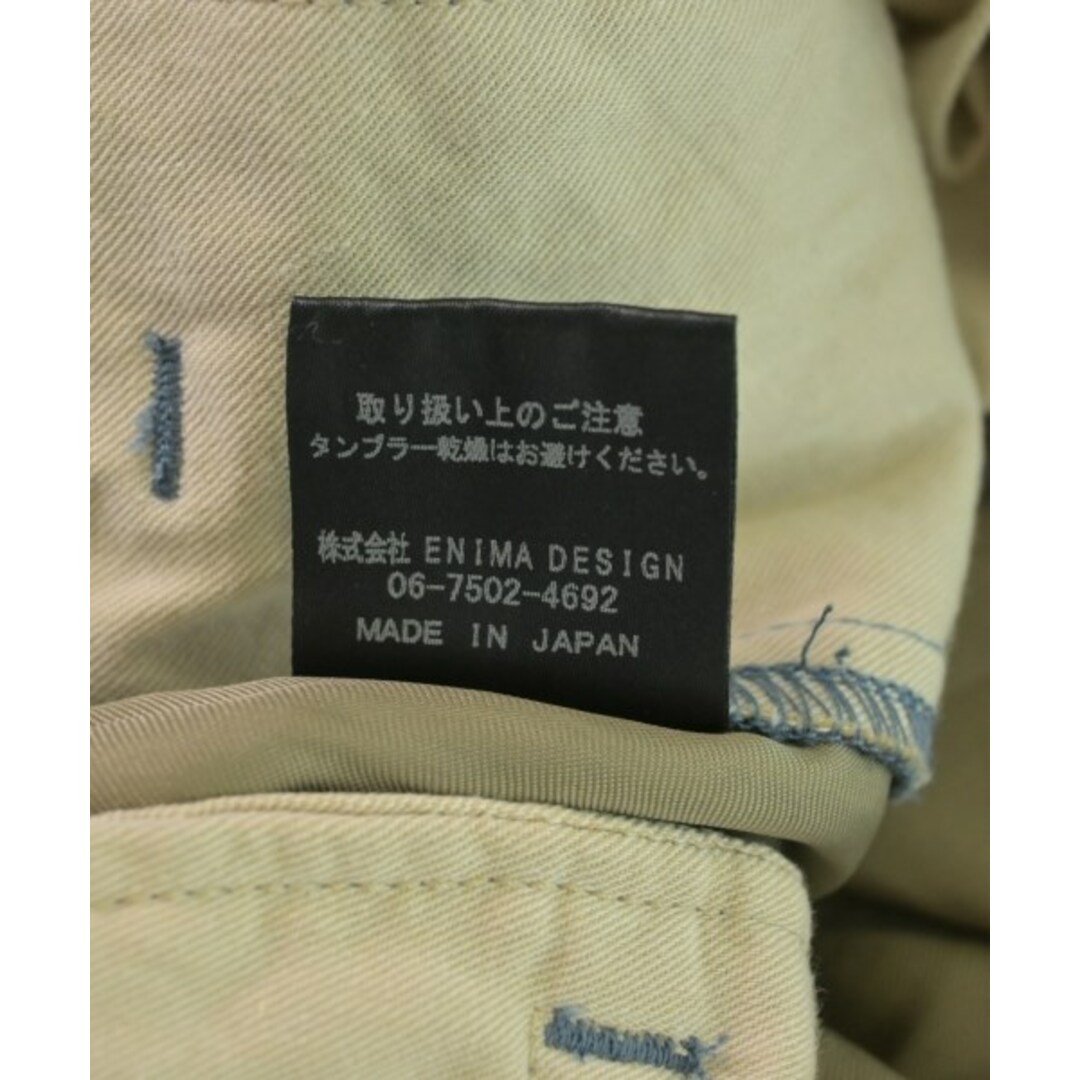 取り扱い上のご注意
タンブラー乾燥はお避けください。
株式会社 ENIMA DESIGN
06-7502-4692
MADE IN JAPAN